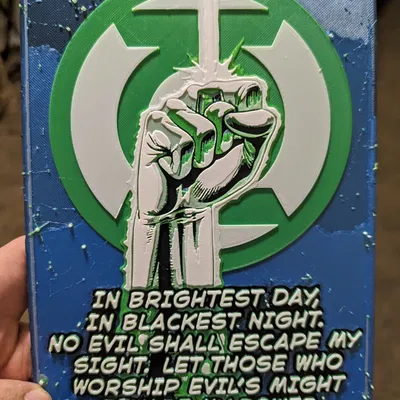 IN BRIGHTEST DAY,
IN BLACKEST NIGHT.
NO EVIL SHALL ESCAPE MY
SIGHT. LET THOSE WHO
WORSHIP EVIL'S MIGHT